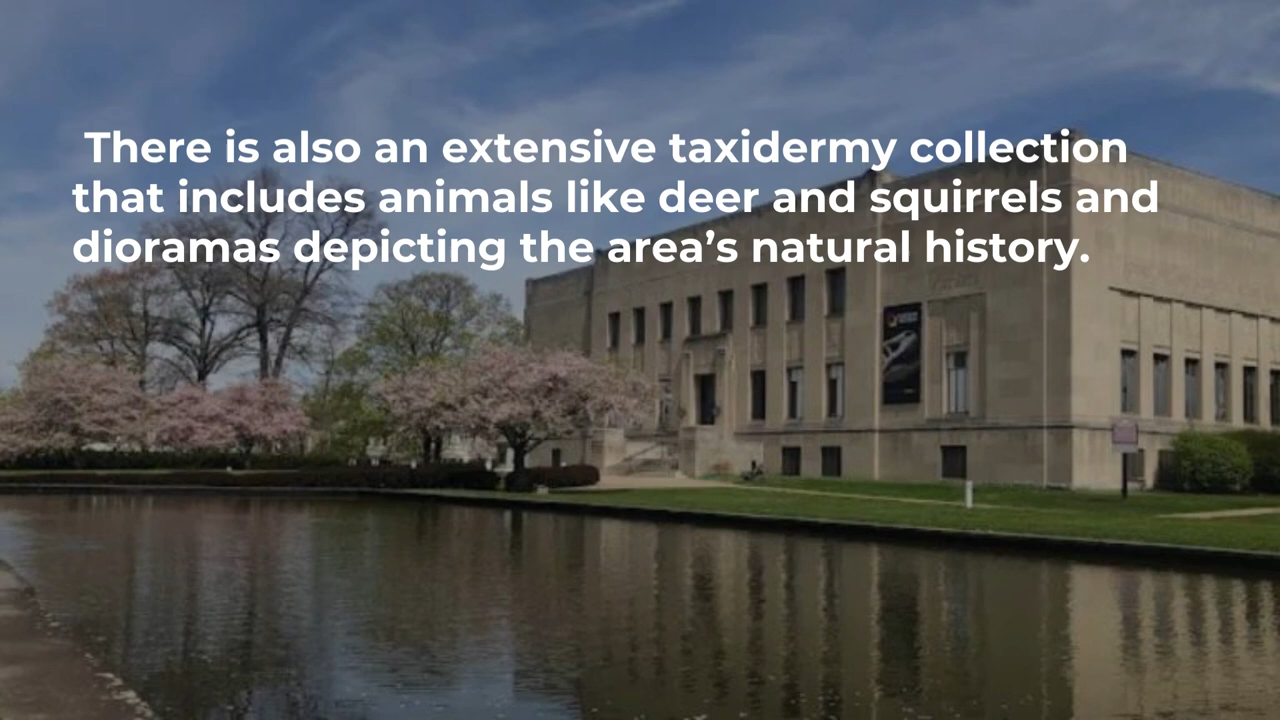 There is also an extensive taxidermy collection
that includes animals like deer and squirrels and
dioramas depicting the area’s natural history.